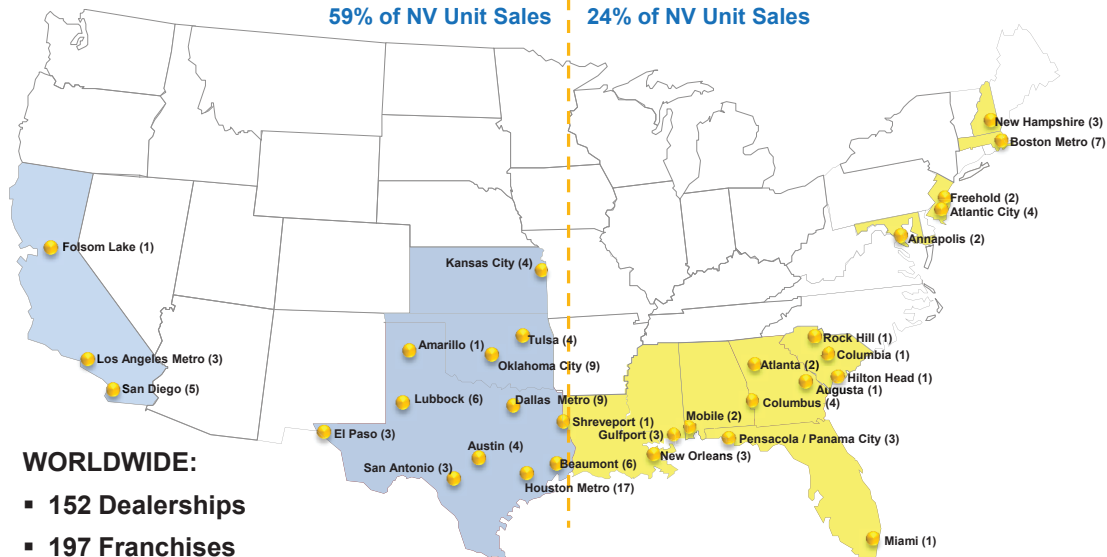 59% of NV Unit Sales
24% of NV Unit Sales
New Hampshire (3)
Boston Metro (7)
Freehold (2)
Atlantic City (4)
Annapolis (2)
Folsom Lake (1)
Kansas City (4)
Los Angeles Metro (3)
San Diego (5)
Amarillo (1)
Tulsa (4)
Oklahoma City (9)
Lubbock (6)
Dallas Metro (9)
El Paso (3)
Austin (4)
San Antonio (3)
Beaumont (6)
Houston Metro (17)
Shreveport (1)
Gulfport (3)
Mobile (2)
New Orleans (3)
Pensacola / Panama City (3)
Rock Hill (1)
Columbia (1)
Atlanta (2)
Hilton Head (1)
Augusta (1)
Columbus (4)
Miami (1)
WORLDWIDE:
▪ 152 Dealerships
▪ 197 Franchises